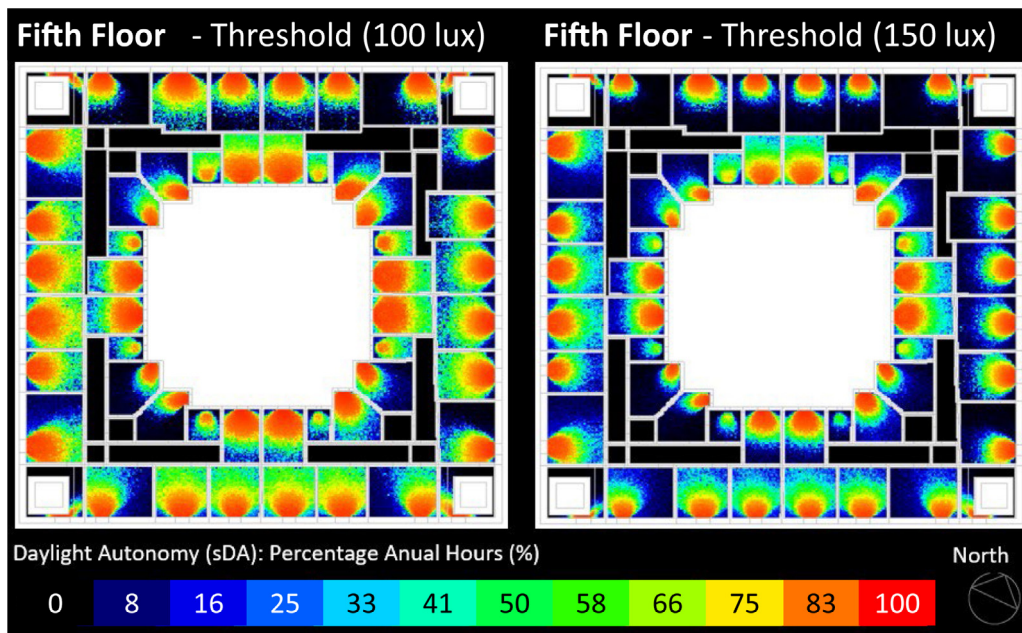 Fifth Floor - Threshold (100 lux)
Fifth Floor - Threshold (150 lux)
Daylight Autonomy (sDA): Percentage Anual Hours (%)
North
0 8 16 25 33 41 50 58 66 75 83 100